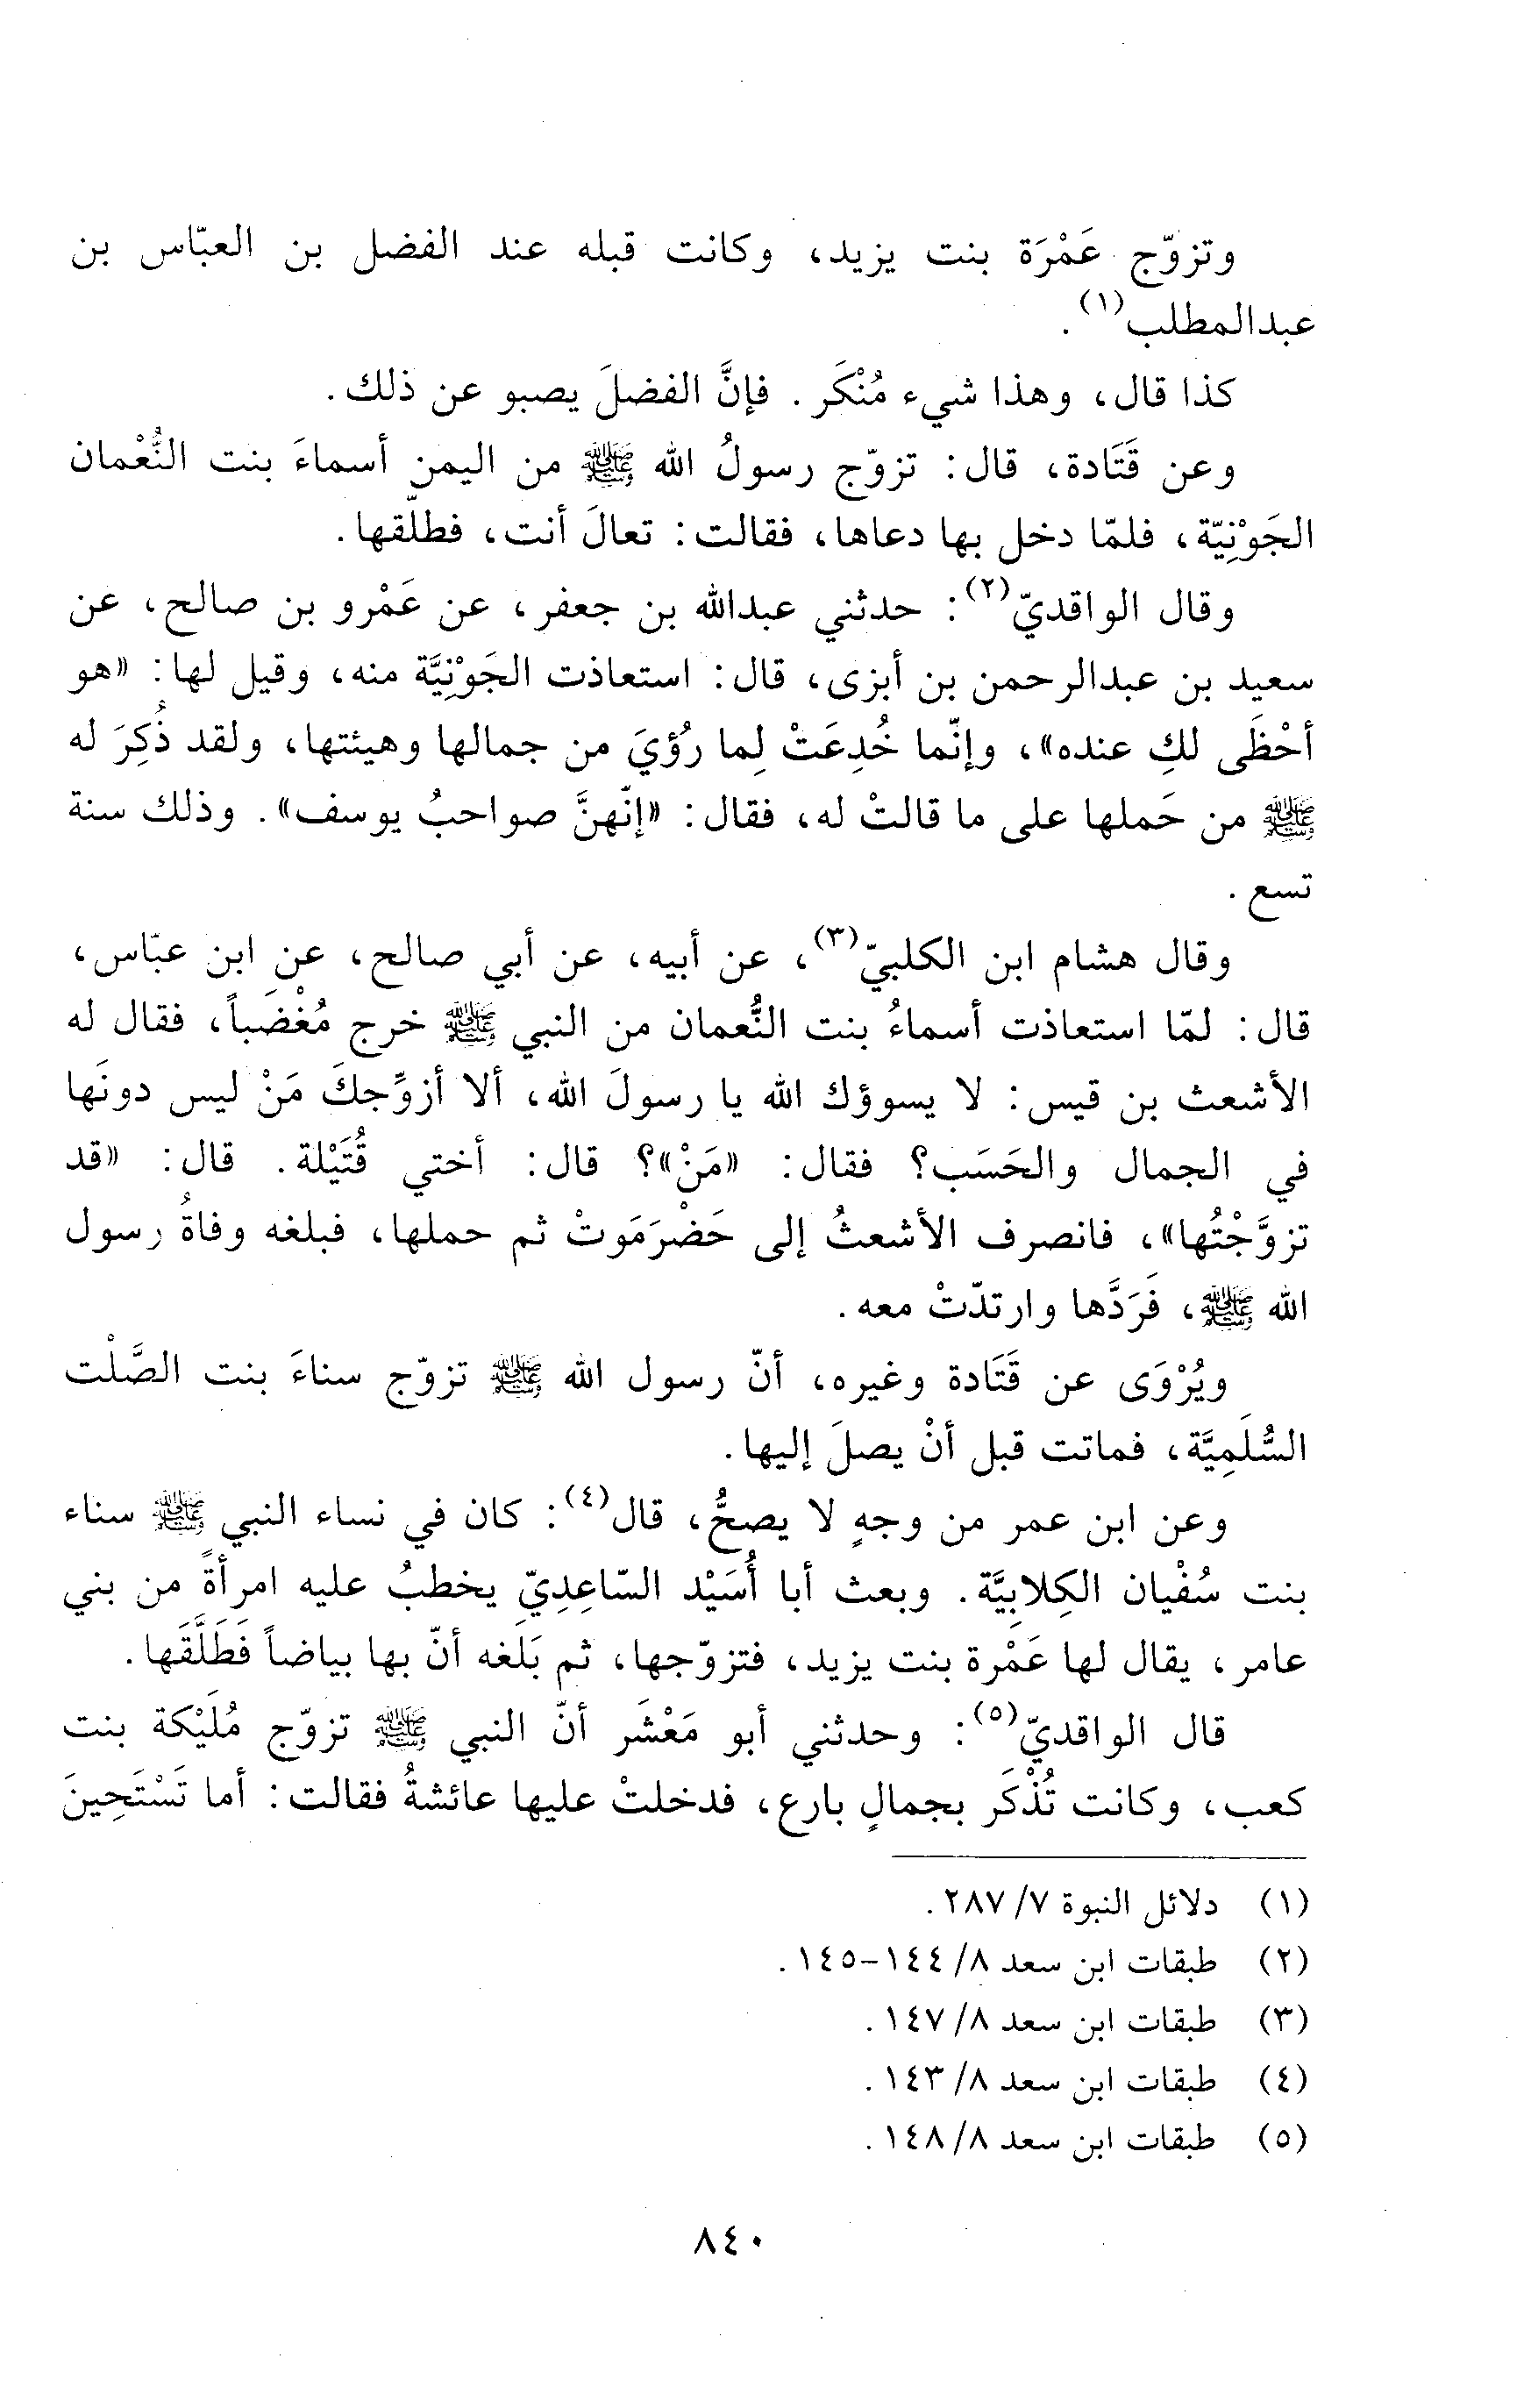 وتزوّج عَمْرَة بنت يزيد، وكانت قبله عند الفضل بن العبّاس بن
عبدالمطلب(١).
كذا قال، وهذا شيء مُنْكَر. فإنَّ الفضلَ يصبو عن ذلك.
وعن قَتَادة، قال: تزوّج رسولُ الله ﷺ من اليمن أسماءَ بنت النُّعْمان
الجَوْنِيّة، فلمّا دخل بها دعاها، فقالت: تعالَ أنت، فطلّقها.
وقال الواقديّ(٢): حدثني عبدالله بن جعفر، عن عَمْرو بن صالح، عن
سعيد بن عبدالرحمن بن أبزى، قال: استعاذت الجَوْنِيَّة منه، وقيل لها: «هو
أحْظَى لكِ عنده»، وإنّما خُدِعَتْ لِما رُؤيَ من جمالها وهيئتها، ولقد ذُكِرَ له
ﷺ من حَملها على ما قالتْ له، فقال: «إنّهنَّ صواحبُ يوسف». وذلك سنة
تسع.
وقال هشام ابن الكلبيّ(٣)، عن أبيه، عن أبي صالح، عن ابن عبّاس،
قال: لمّا استعاذت أسماءُ بنت النُّعمان من النبي ﷺ خرج مُغْضَباً، فقال له
الأشعث بن قيس: لا يسوؤك الله يا رسولَ الله، ألا أزوِّجكَ مَنْ ليس دونَها
في الجمال والحَسَب؟ فقال: «مَنْ»؟ قال: أختي قُتَيْلة. قال: «قد
تزوَّجْتُها»، فانصرف الأشعثُ إلى حَضْرَمَوتْ ثم حملها، فبلغه وفاةُ رسول
الله ﷺ، فَرَدَّها وارتدّتْ معه.
ويُرْوَى عن قَتَادة وغيره، أنّ رسول الله ﷺ تزوّج سناءَ بنت الصَّلْت
السُّلَمِيَّة، فماتت قبل أنْ يصلَ إليها.
وعن ابن عمر من وجهٍ لا يصحُّ، قال(٤): كان في نساء النبي ﷺ سناء
بنت سُفْيان الكِلابِيَّة. وبعث أبا أُسَيْد السّاعِدِيّ يخطبُ عليه امرأةً من بني
عامر، يقال لها عَمْرة بنت يزيد، فتزوّجها، ثم بَلَغه أنّ بها بياضاً فَطَلَّقَها.
قال الواقديّ(٥): وحدثني أبو مَعْشَر أنّ النبي ﷺ تزوّج مُلَيْكة بنت
كعب، وكانت تُذْكَر بجمالٍ بارع، فدخلتْ عليها عائشةُ فقالت: أما تَسْتَحِينَ
(١) دلائل النبوة ٧/ ٢٨٧.
(٢) طبقات ابن سعد ٨/ ١٤٤-١٤٥.
(٣) طبقات ابن سعد ٨/ ١٤٧.
(٤) طبقات ابن سعد ٨/ ١٤٣.
(٥) طبقات ابن سعد ٨/ ١٤٨.
٨٤٠